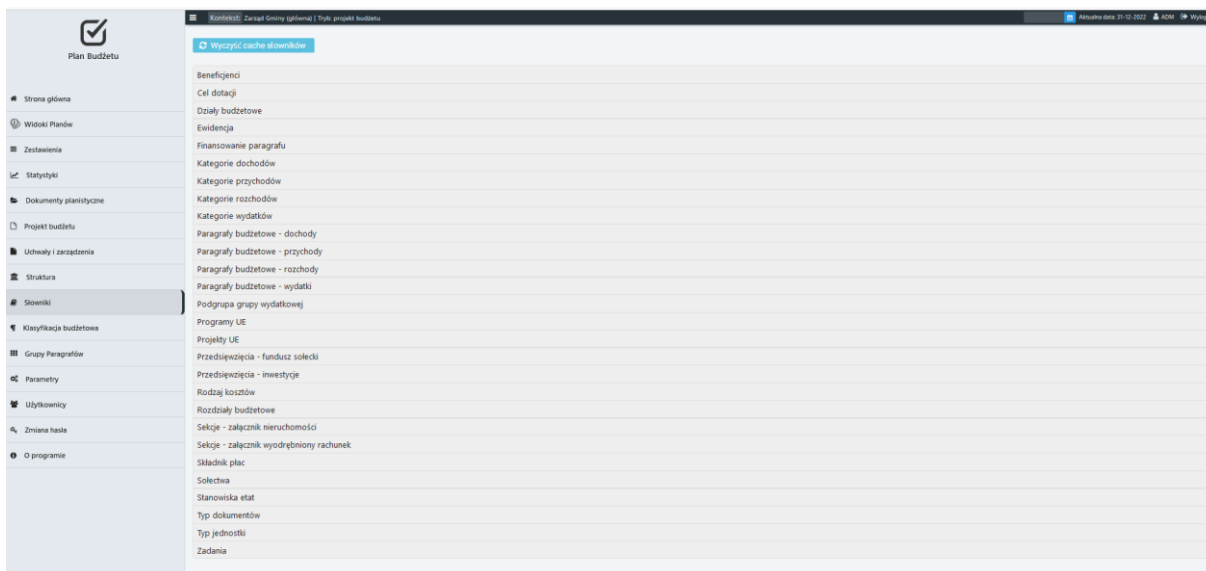 Kontekst: Zarząd Gminy (główna) | Tryb: projekt budżetu
Aktualna data: 31-12-2022 ADM Wylog
Plan Budżetu
Strona główna
Widoki Planów
Zestawienia
Statystyki
Dokumenty planistyczne
Projekt budżetu
Uchwały i zarządzenia
Struktura
Słowniki
Klasyfikacja budżetowa
Grupy Paragrafów
Parametry
Użytkownicy
Zmiana hasła
O programie
Wyczyść cache słowników
Beneficjenci
Cel dotacji
Działy budżetowe
Ewidencja
Finansowanie paragrafu
Kategorie dochodów
Kategorie przychodów
Kategorie rozchodów
Kategorie wydatków
Paragrafy budżetowe - dochody
Paragrafy budżetowe - przychody
Paragrafy budżetowe - rozchody
Paragrafy budżetowe - wydatki
Podgrupa grupy wydatkowej
Programy UE
Projekty UE
Przedsięwzięcia - fundusz sołecki
Przedsięwzięcia - inwestycje
Rodzaj kosztów
Rozdziały budżetowe
Sekcje - załącznik nieruchomości
Sekcje - załącznik wyodrębniony rachunek
Składnik płac
Sołectwa
Stanowiska etat
Typ dokumentów
Typ jednostki
Zadania